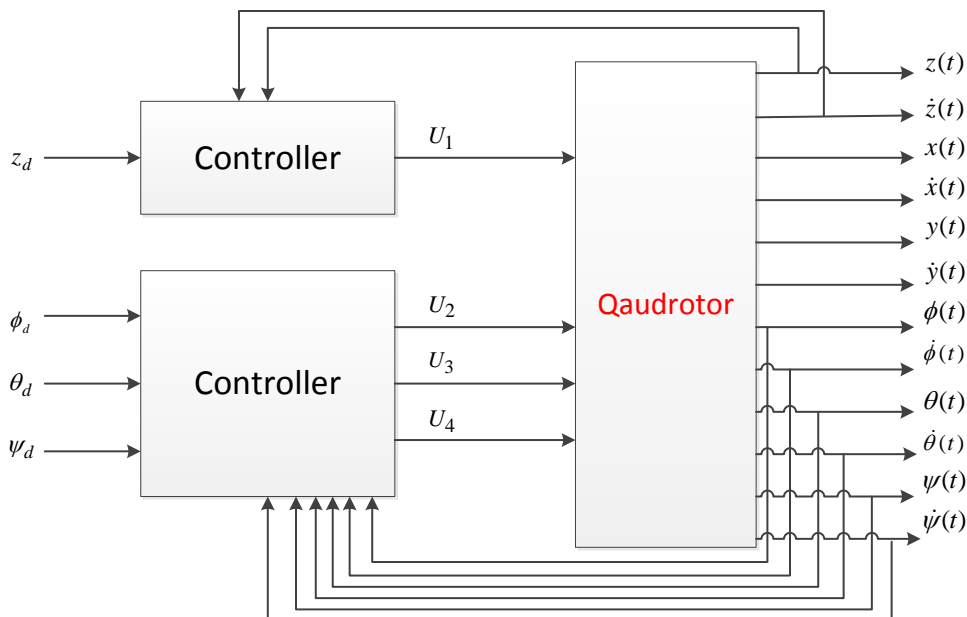 z(t)
ż(t)
z_d
Controller
U_1
x(t)
ẋ(t)
y(t)
ẏ(t)
Qaudrotor
ϕ_d
θ_d
ψ_d
Controller
U_2
U_3
U_4
ϕ(t)
ϕ̇(t)
θ(t)
θ̇(t)
ψ(t)
ψ̇(t)